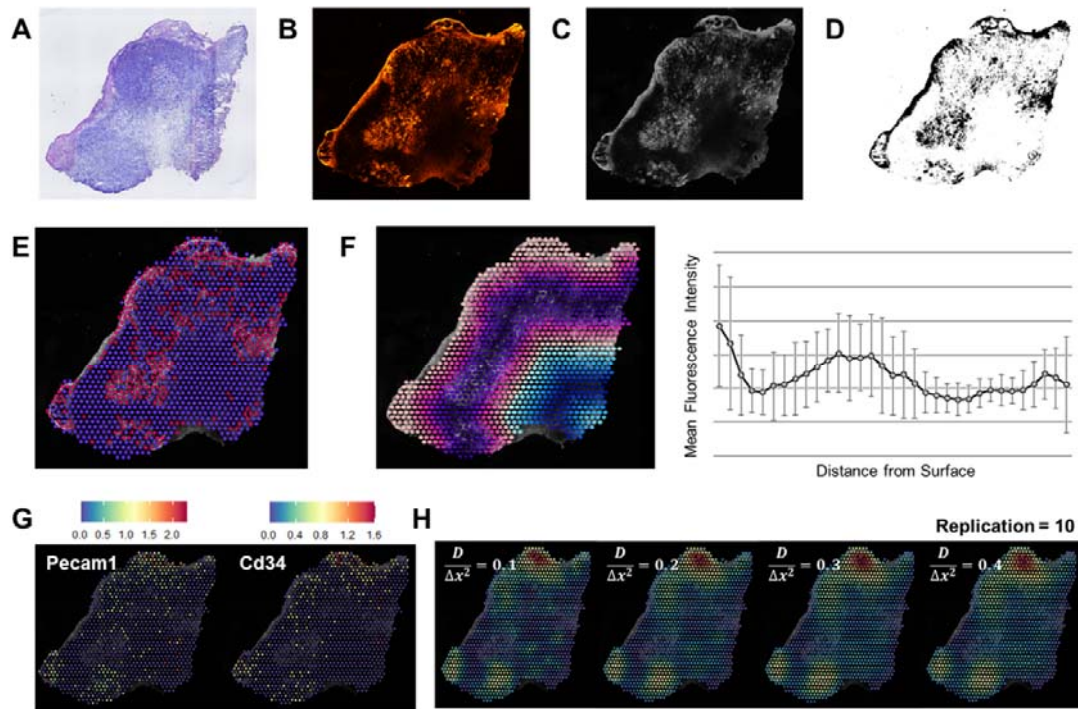 A
B
C
D
E
F
Mean Fluorescence Intensity
Distance from Surface
G
0.0 0.5 1.0 1.5 2.0
0.0 0.4 0.8 1.2 1.6
H
Replication = 10
Pecam1
Cd34
D/Δx² = 0.1
D/Δx² = 0.2
D/Δx² = 0.3
D/Δx² = 0.4